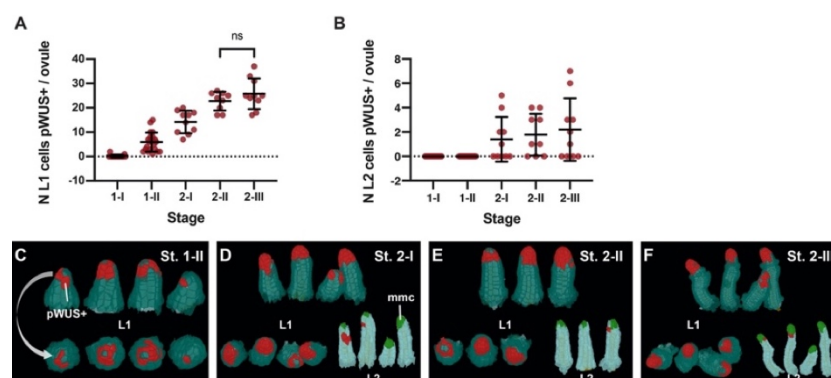 A
B
ns
N L1 cells pWUS+ / ovule
40
30
20
10
0
-10
1-I 1-II 2-I 2-II 2-III
Stage
N L2 cells pWUS+ / ovule
8
6
4
2
0
-2
1-I 1-II 2-I 2-II 2-III
Stage
C St. 1-II
pWUS+
L1
D St. 2-I
mmc
L1
L2
E St. 2-II
L1
F St. 2-II
L1